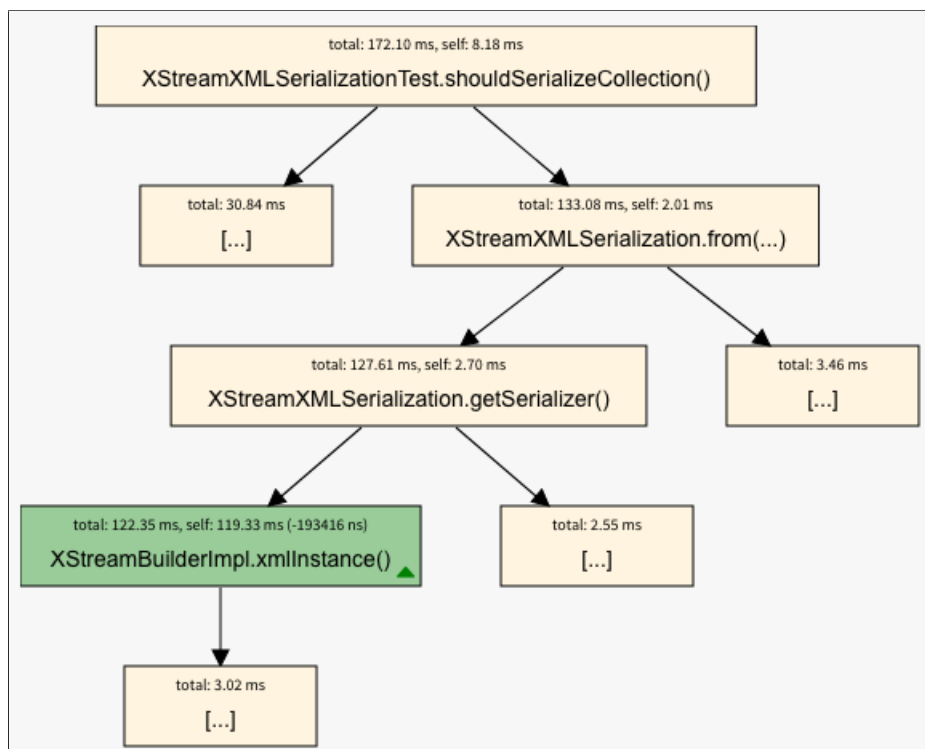 total: 172.10 ms, self: 8.18 ms
XStreamXMLSerializationTest.shouldSerializeCollection()
total: 30.84 ms
[...]
total: 133.08 ms, self: 2.01 ms
XStreamXMLSerialization.from(...)
total: 127.61 ms, self: 2.70 ms
XStreamXMLSerialization.getSerializer()
total: 3.46 ms
[...]
total: 122.35 ms, self: 119.33 ms (-193416 ns)
XStreamBuilderImpl.xmlInstance()
total: 2.55 ms
[...]
total: 3.02 ms
[...]